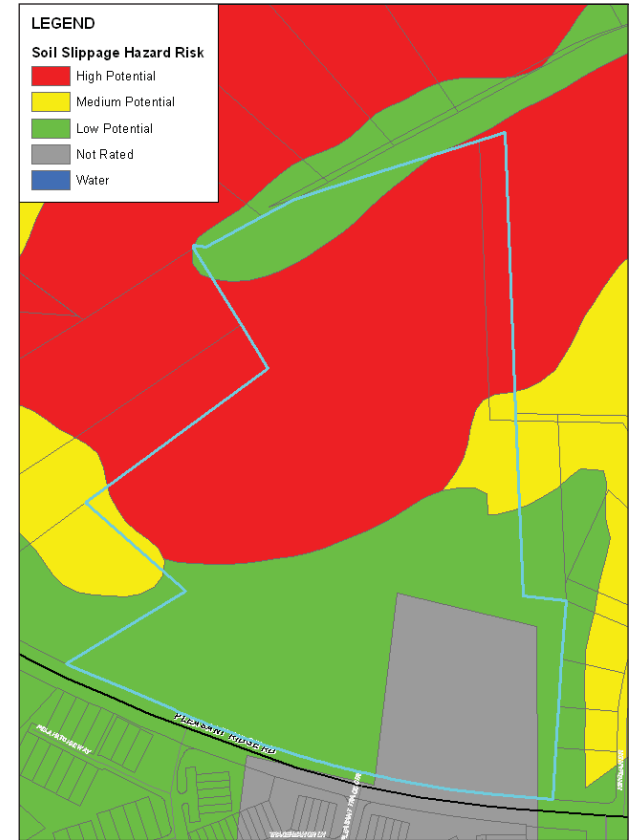 LEGEND
Soil Slippage Hazard Risk
High Potential
Medium Potential
Low Potential
Not Rated
Water
PLEASANT RIDGE RD